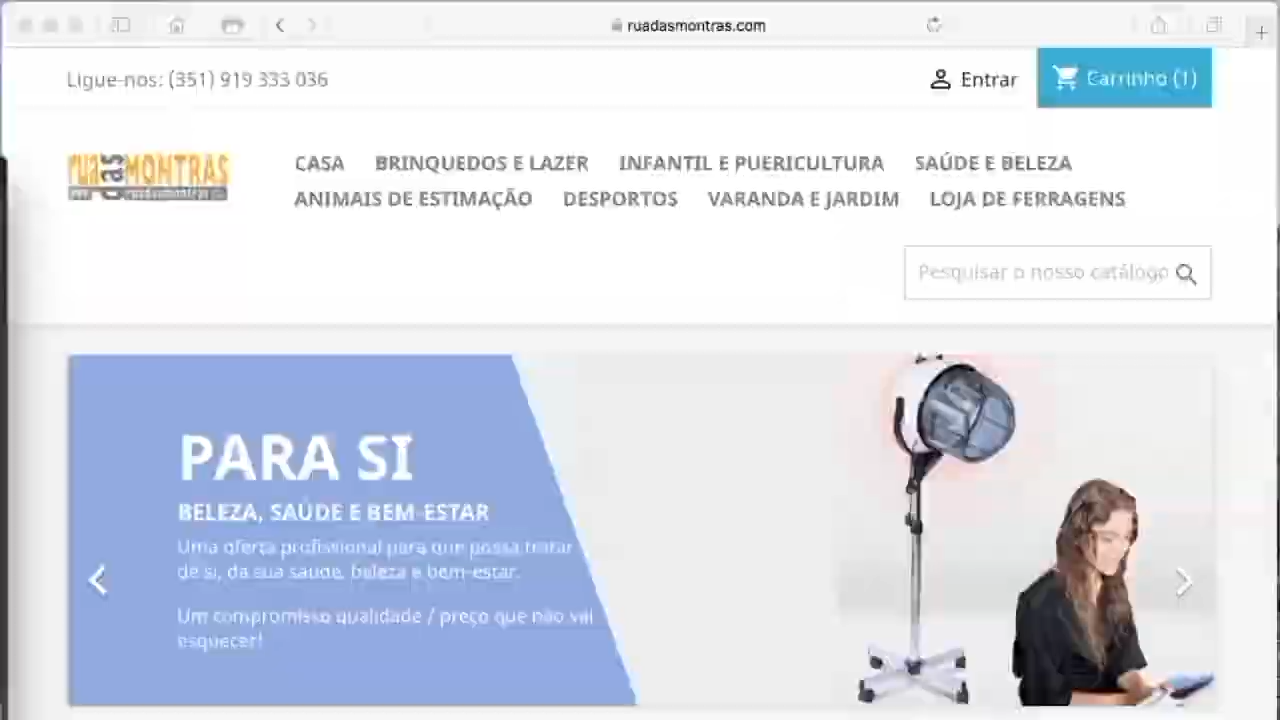 ruadasmontras.com
Ligue-nos: (351) 919 333 036
Entrar
Carrinho (1)
ruadasMONTRAS
CASA BRINQUEDOS E LAZER INFANTIL E PUERICULTURA SAÚDE E BELEZA
ANIMAIS DE ESTIMAÇÃO DESPORTOS VARANDA E JARDIM LOJA DE FERRAGENS
Pesquisar o nosso catálogo
PARA SI
BELEZA, SAÚDE E BEM-ESTAR
Uma oferta profissional para que possa tratar
de si, da sua saúde, beleza e bem-estar.
Um compromisso qualidade / preço que não vai
esquecer!